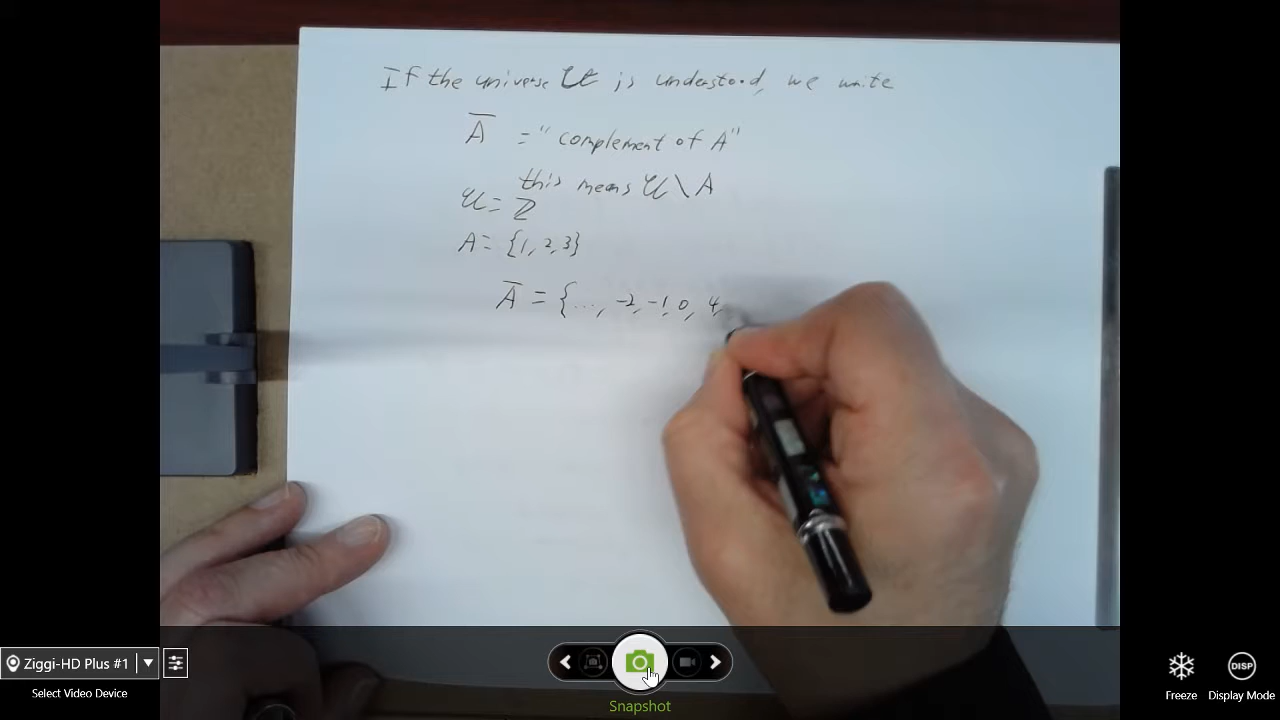 If the universe 𝒰 is understood, we write
A̅ = "complement of A"
this means 𝒰 \ A
𝒰 = ℤ
A = {1, 2, 3}
A̅ = {..., -2, -1, 0, 4,
Ziggi-HD Plus #1
Select Video Device
Snapshot
Freeze
DISP
Display Mode